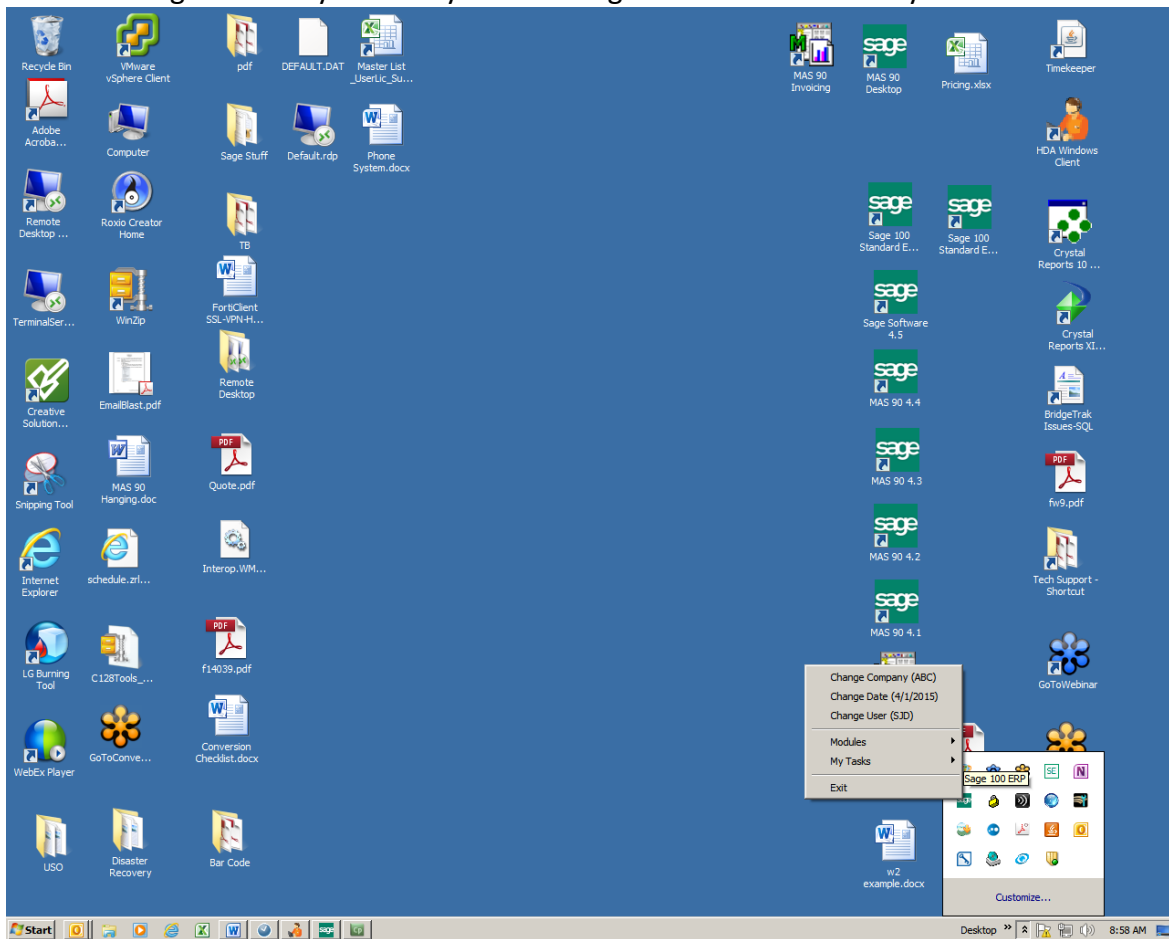 Recycle Bin
VMware
vSphere Client
pdf
DEFAULT.DAT
Master List
_UserLic_Su...
MAS 90
Invoicing
sage
MAS 90
Desktop
Pricing.xlsx
Timekeeper
Adobe
Acroba...
Computer
Sage Stuff
Default.rdp
Phone
System.docx
HDA Windows
Client
Remote
Desktop ...
Roxio Creator
Home
TB
sage
Sage 100
Standard E...
sage
Sage 100
Standard E...
Crystal
Reports 10 ...
TerminalSer...
WinZip
FortiClient
SSL-VPN-H...
sage
Sage Software
4.5
Crystal
Reports XI...
Creative
Solution...
EmailBlast.pdf
Remote
Desktop
sage
MAS 90 4.4
BridgeTrak
Issues-SQL
Snipping Tool
MAS 90
Hanging.doc
PDF
Quote.pdf
sage
MAS 90 4.3
PDF
fw9.pdf
Internet
Explorer
schedule.zrl...
Interop.WM...
sage
MAS 90 4.2
Tech Support -
Shortcut
sage
MAS 90 4.1
LG Burning
Tool
C128Tools_...
PDF
f14039.pdf
GoToWebinar
Change Company (ABC)
Change Date (4/1/2015)
Change User (SJD)
Modules
My Tasks
Exit
WebEx Player
GoToConve...
Conversion
Checklist.docx
Sage 100 ERP
SE
N
USO
Disaster
Recovery
Bar Code
w2
example.docx
Customize...
Start
Desktop
8:58 AM